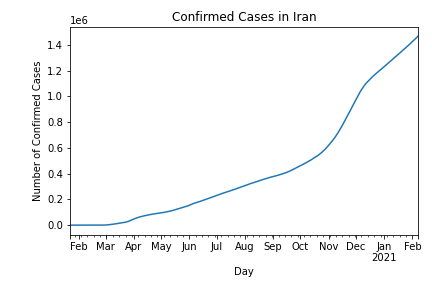 Confirmed Cases in Iran
1e6
1.4
1.2
1.0
0.8
0.6
0.4
0.2
0.0
Number of Confirmed Cases
Feb Mar Apr May Jun Jul Aug Sep Oct Nov Dec Jan Feb
2021
Day